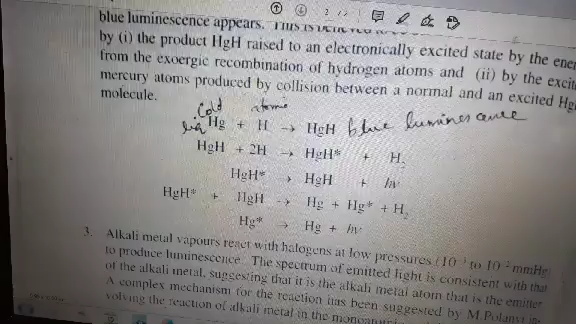 blue luminescence appears. This is
by (i) the product HgH raised to an electronically excited state by the
from the exoergic recombination of hydrogen atoms and (ii) by the
mercury atoms produced by collision between a normal and an excited
molecule.
Cold atomic
liq Hg + H → HgH blue luminescence
HgH + 2H → HgH* + H₂
HgH* → HgH + hν
HgH* + HgH → Hg + Hg* + H₂
Hg* → Hg + hν
3. Alkali metal vapours react with halogens at low pressures (10 to 10 mmHg
to produce luminescence. The spectrum of emitted light is consistent with that
of the alkali metal, suggesting that it is the alkali metal atom that is the emitter
A complex mechanism for the reaction has been suggested by M Polanyi
volving the reaction of alkali metal in the